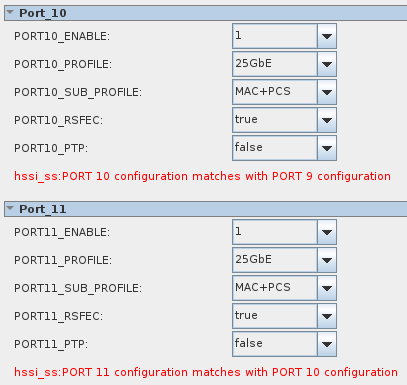 Port_10
PORT10_ENABLE: 1
PORT10_PROFILE: 25GbE
PORT10_SUB_PROFILE: MAC+PCS
PORT10_RSFEC: true
PORT10_PTP: false
hssi_ss:PORT 10 configuration matches with PORT 9 configuration
Port_11
PORT11_ENABLE: 1
PORT11_PROFILE: 25GbE
PORT11_SUB_PROFILE: MAC+PCS
PORT11_RSFEC: true
PORT11_PTP: false
hssi_ss:PORT 11 configuration matches with PORT 10 configuration